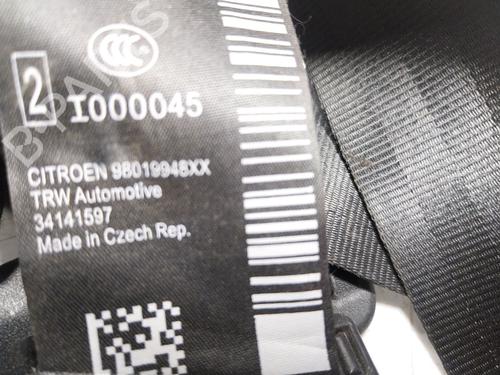 CCC
2 I000045
CITROEN 98019948XX
TRW Automotive
34141597
Made in Czech Rep.